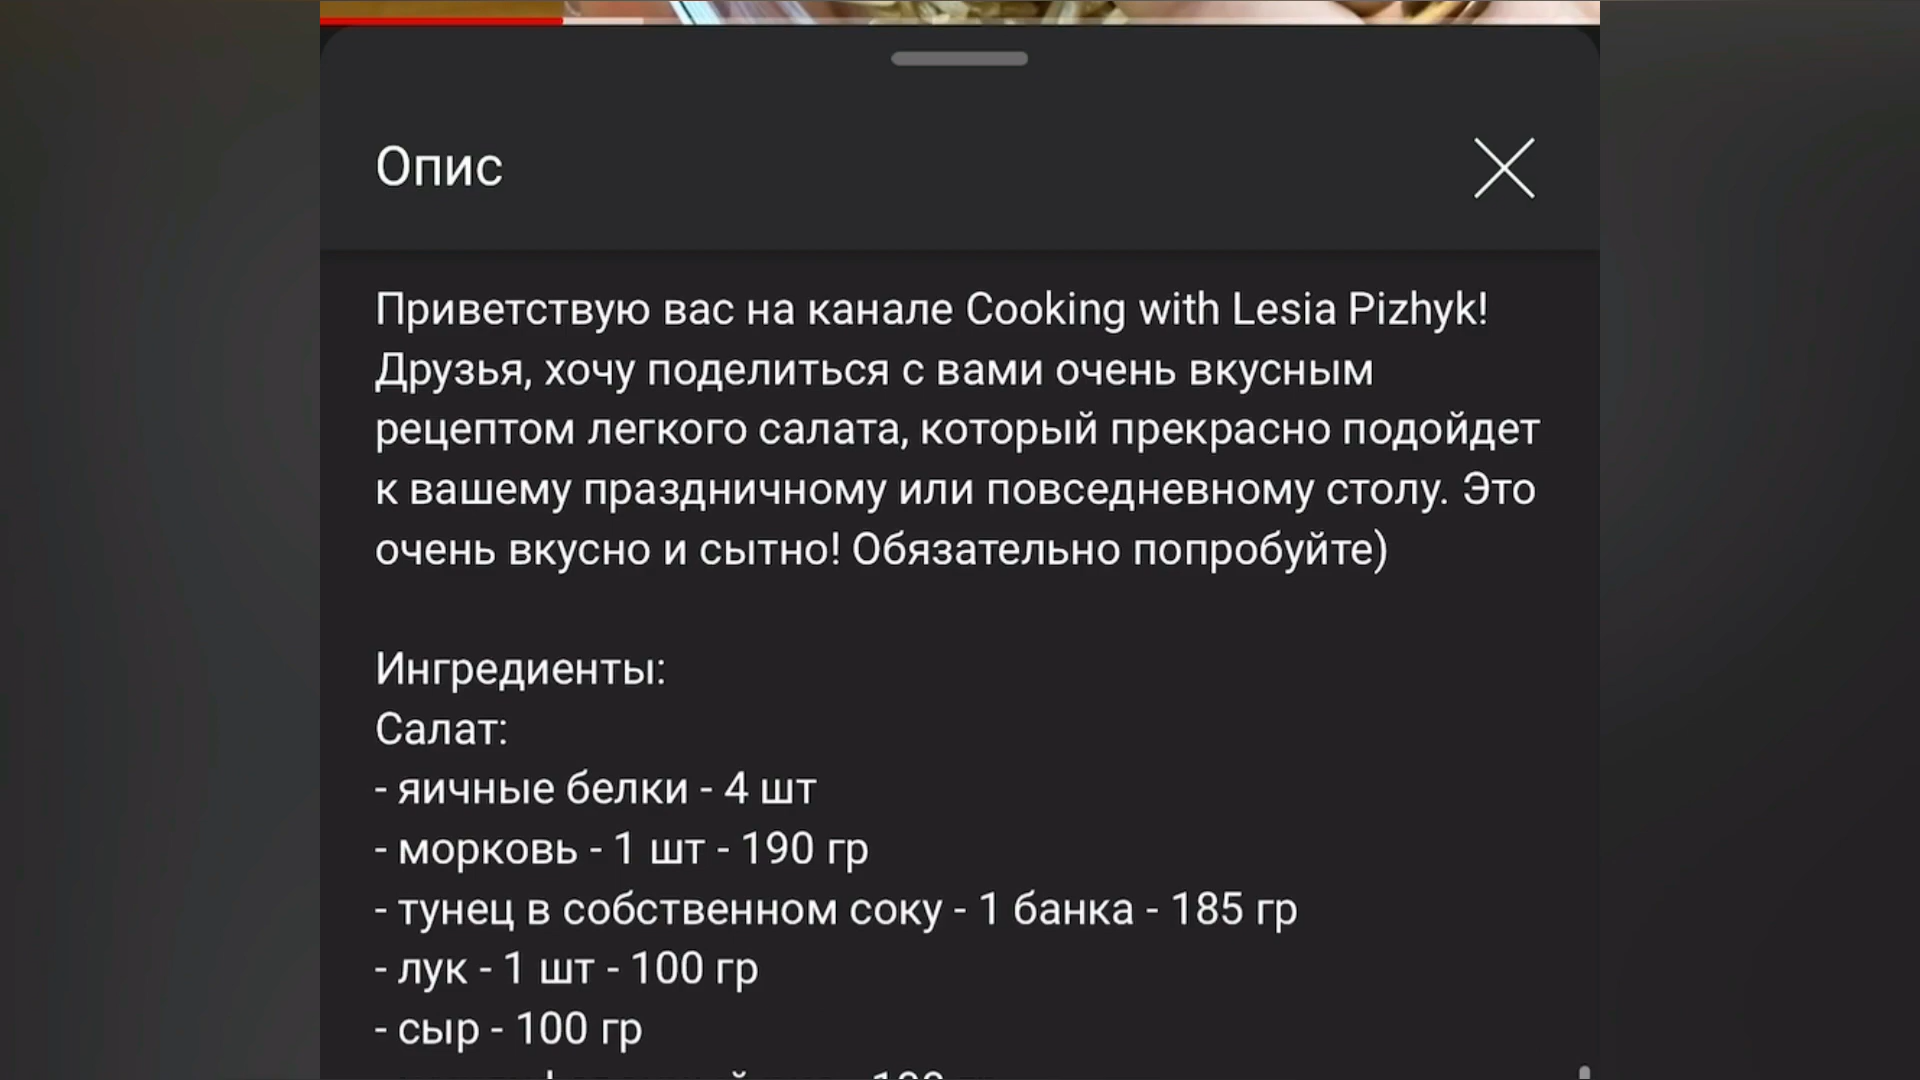 Опис
Приветствую вас на канале Cooking with Lesia Pizhyk!
Друзья, хочу поделиться с вами очень вкусным
рецептом легкого салата, который прекрасно подойдет
к вашему праздничному или повседневному столу. Это
очень вкусно и сытно! Обязательно попробуйте)
Ингредиенты:
Салат:
- яичные белки - 4 шт
- морковь - 1 шт - 190 гр
- тунец в собственном соку - 1 банка - 185 гр
- лук - 1 шт - 100 гр
- сыр - 100 гр